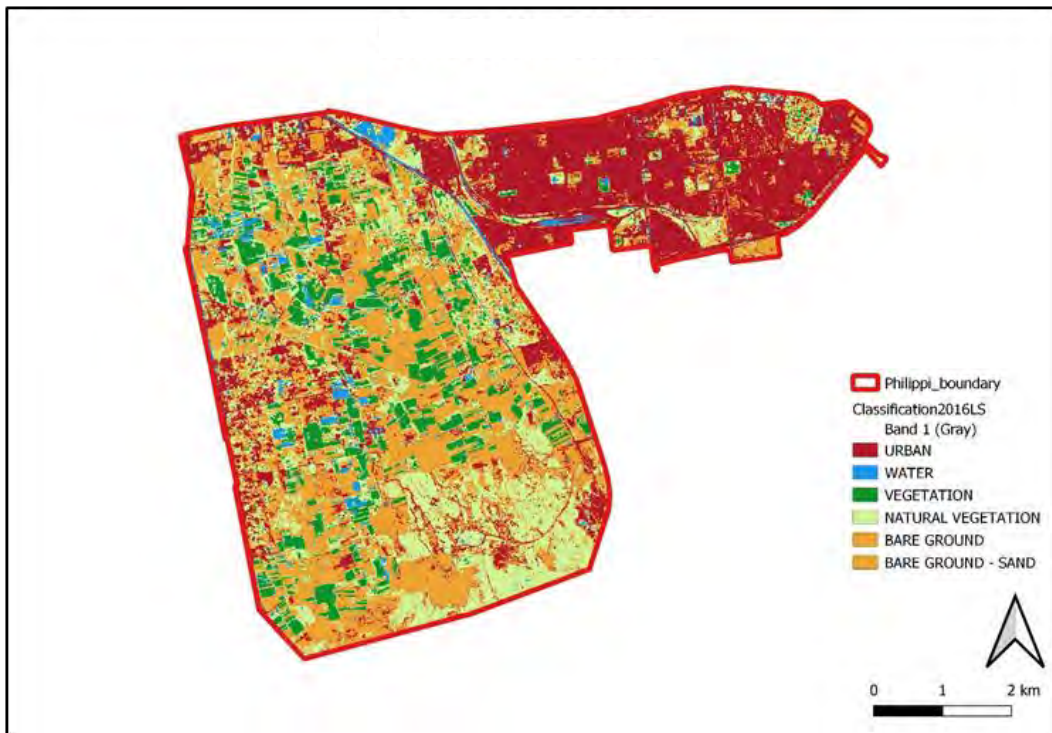 Philippi_boundary
Classification2016LS
Band 1 (Gray)
URBAN
WATER
VEGETATION
NATURAL VEGETATION
BARE GROUND
BARE GROUND - SAND
0 1 2 km